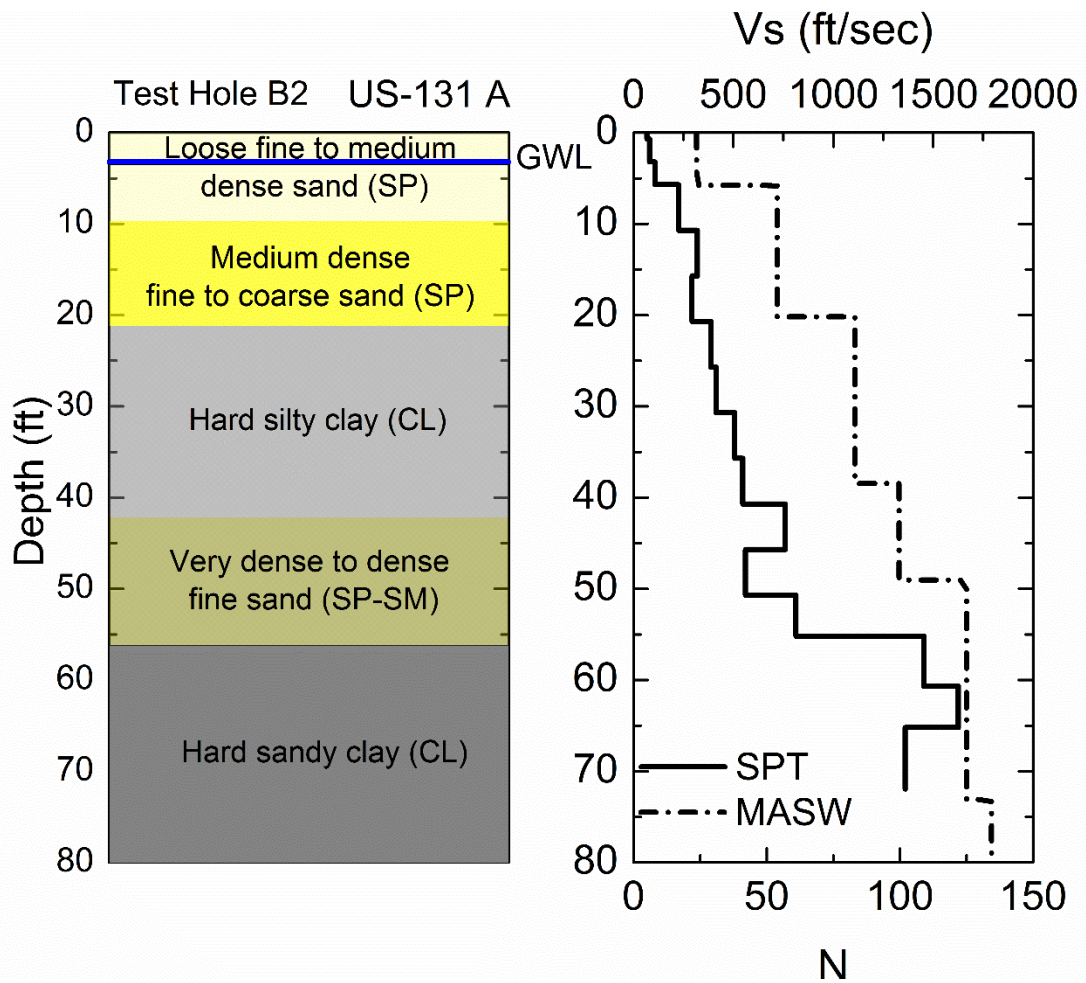 Vs (ft/sec)
Test Hole B2 US-131 A
0 500 1000 1500 2000
0
10
20
30
40
50
60
70
80
Depth (ft)
Loose fine to medium
dense sand (SP)
GWL
Medium dense
fine to coarse sand (SP)
Hard silty clay (CL)
Very dense to dense
fine sand (SP-SM)
Hard sandy clay (CL)
0
10
20
30
40
50
60
70
80
SPT
MASW
0 50 100 150
N